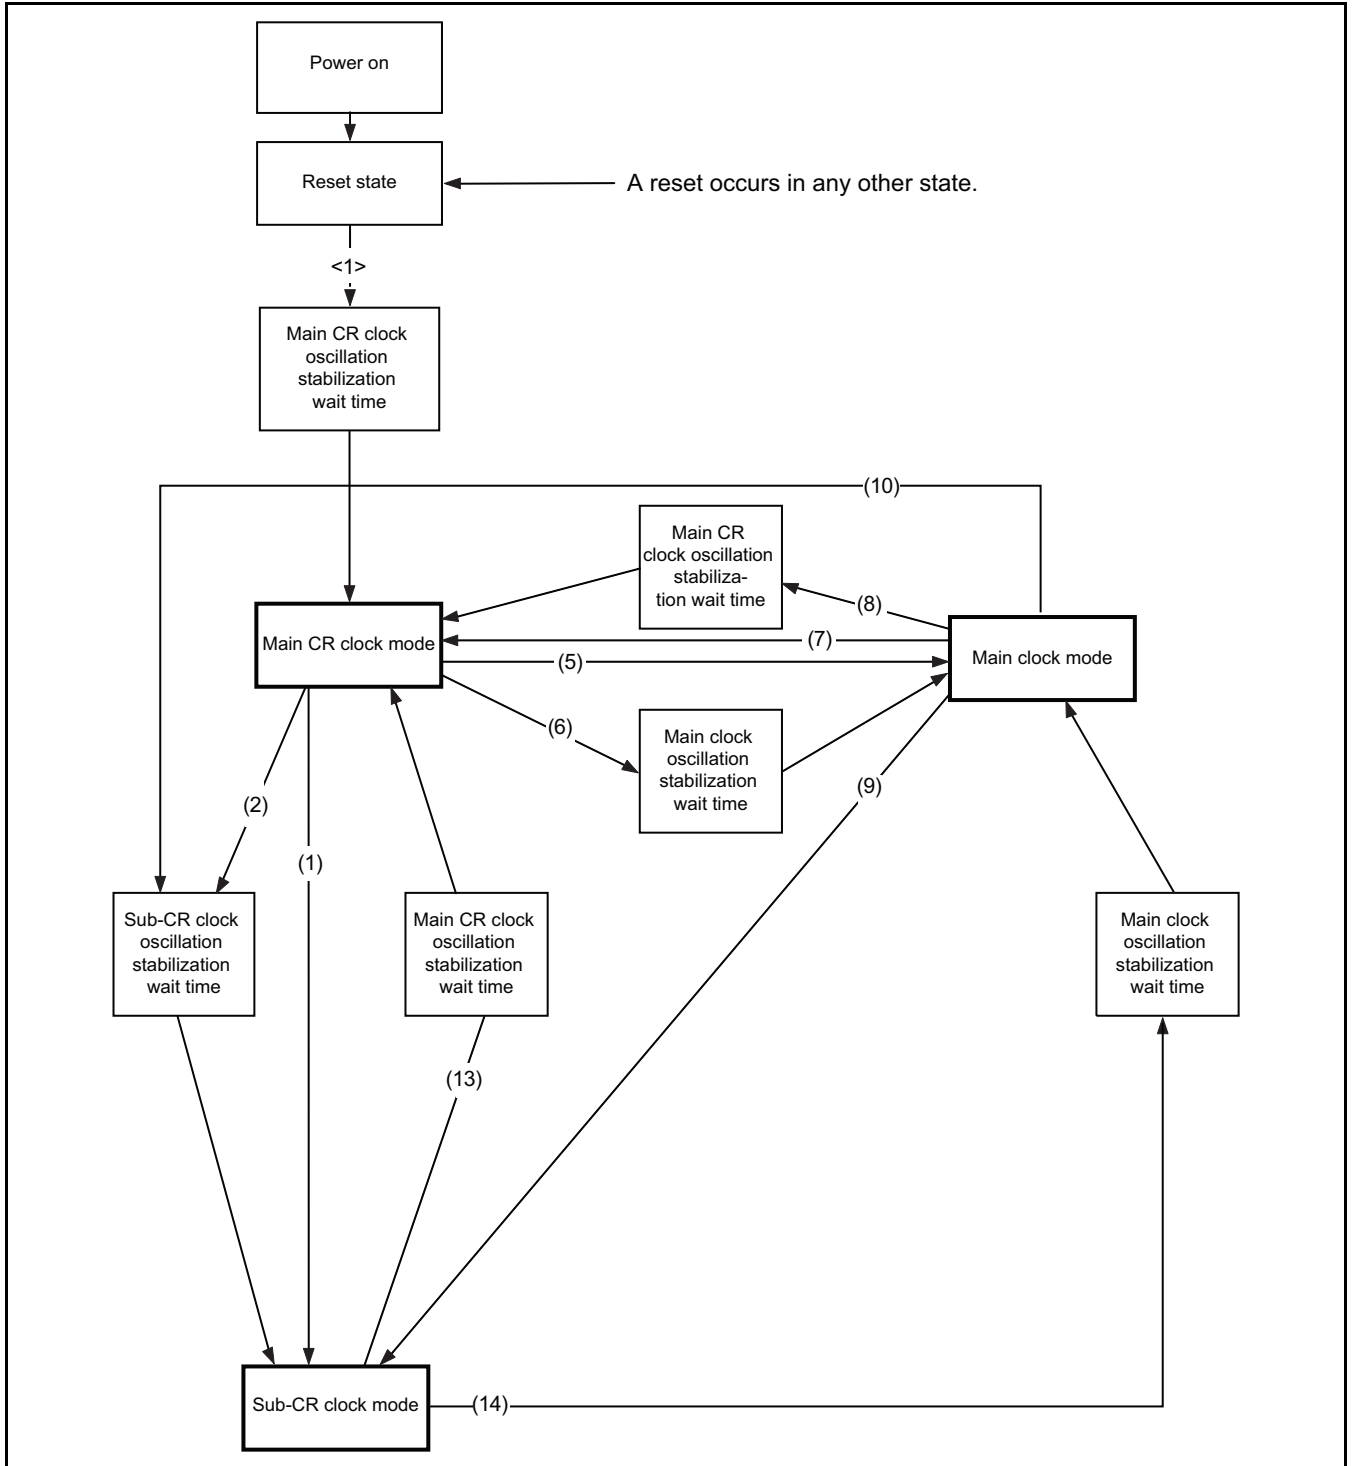 Power on
Reset state
A reset occurs in any other state.
<1>
Main CR clock
oscillation
stabilization
wait time
(10)
Main CR
clock oscillation
stabiliza-
tion wait time
(8)
Main CR clock mode
(7)
(5)
Main clock mode
(6)
Main clock
oscillation
stabilization
wait time
(9)
(2)
(1)
Sub-CR clock
oscillation
stabilization
wait time
Main CR clock
oscillation
stabilization
wait time
Main clock
oscillation
stabilization
wait time
(13)
Sub-CR clock mode
(14)